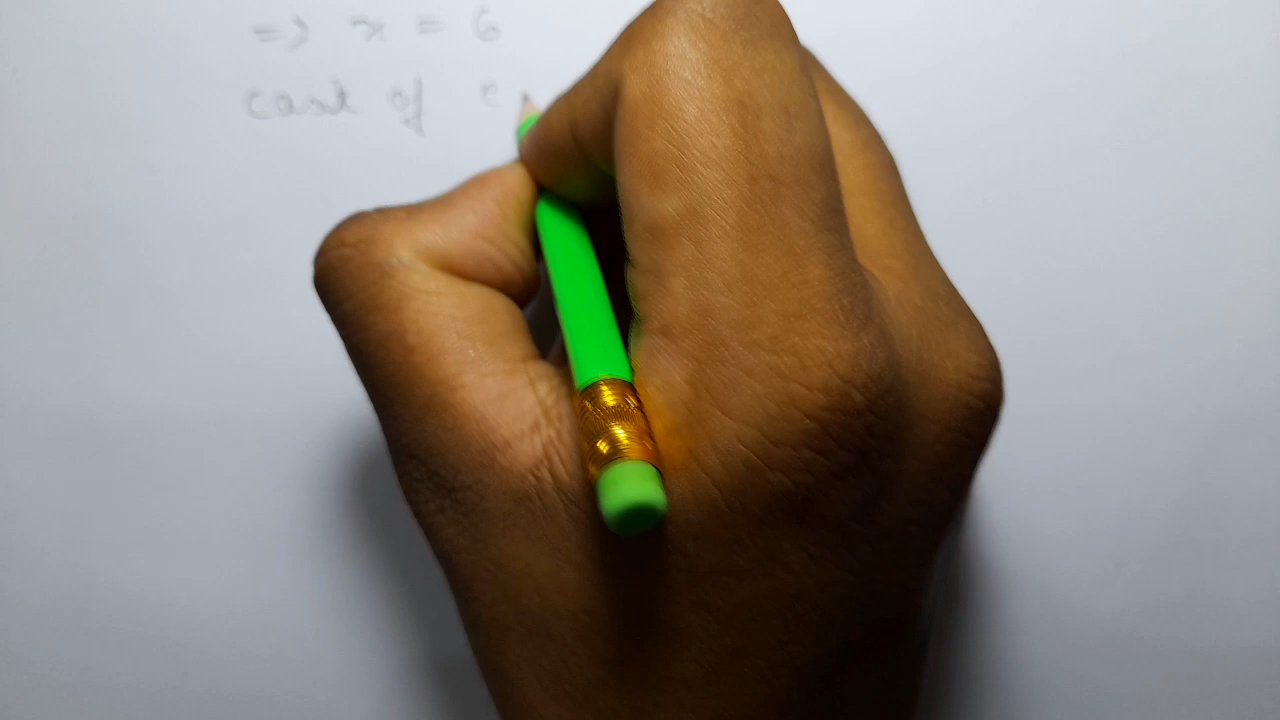 => x = 6
cost of